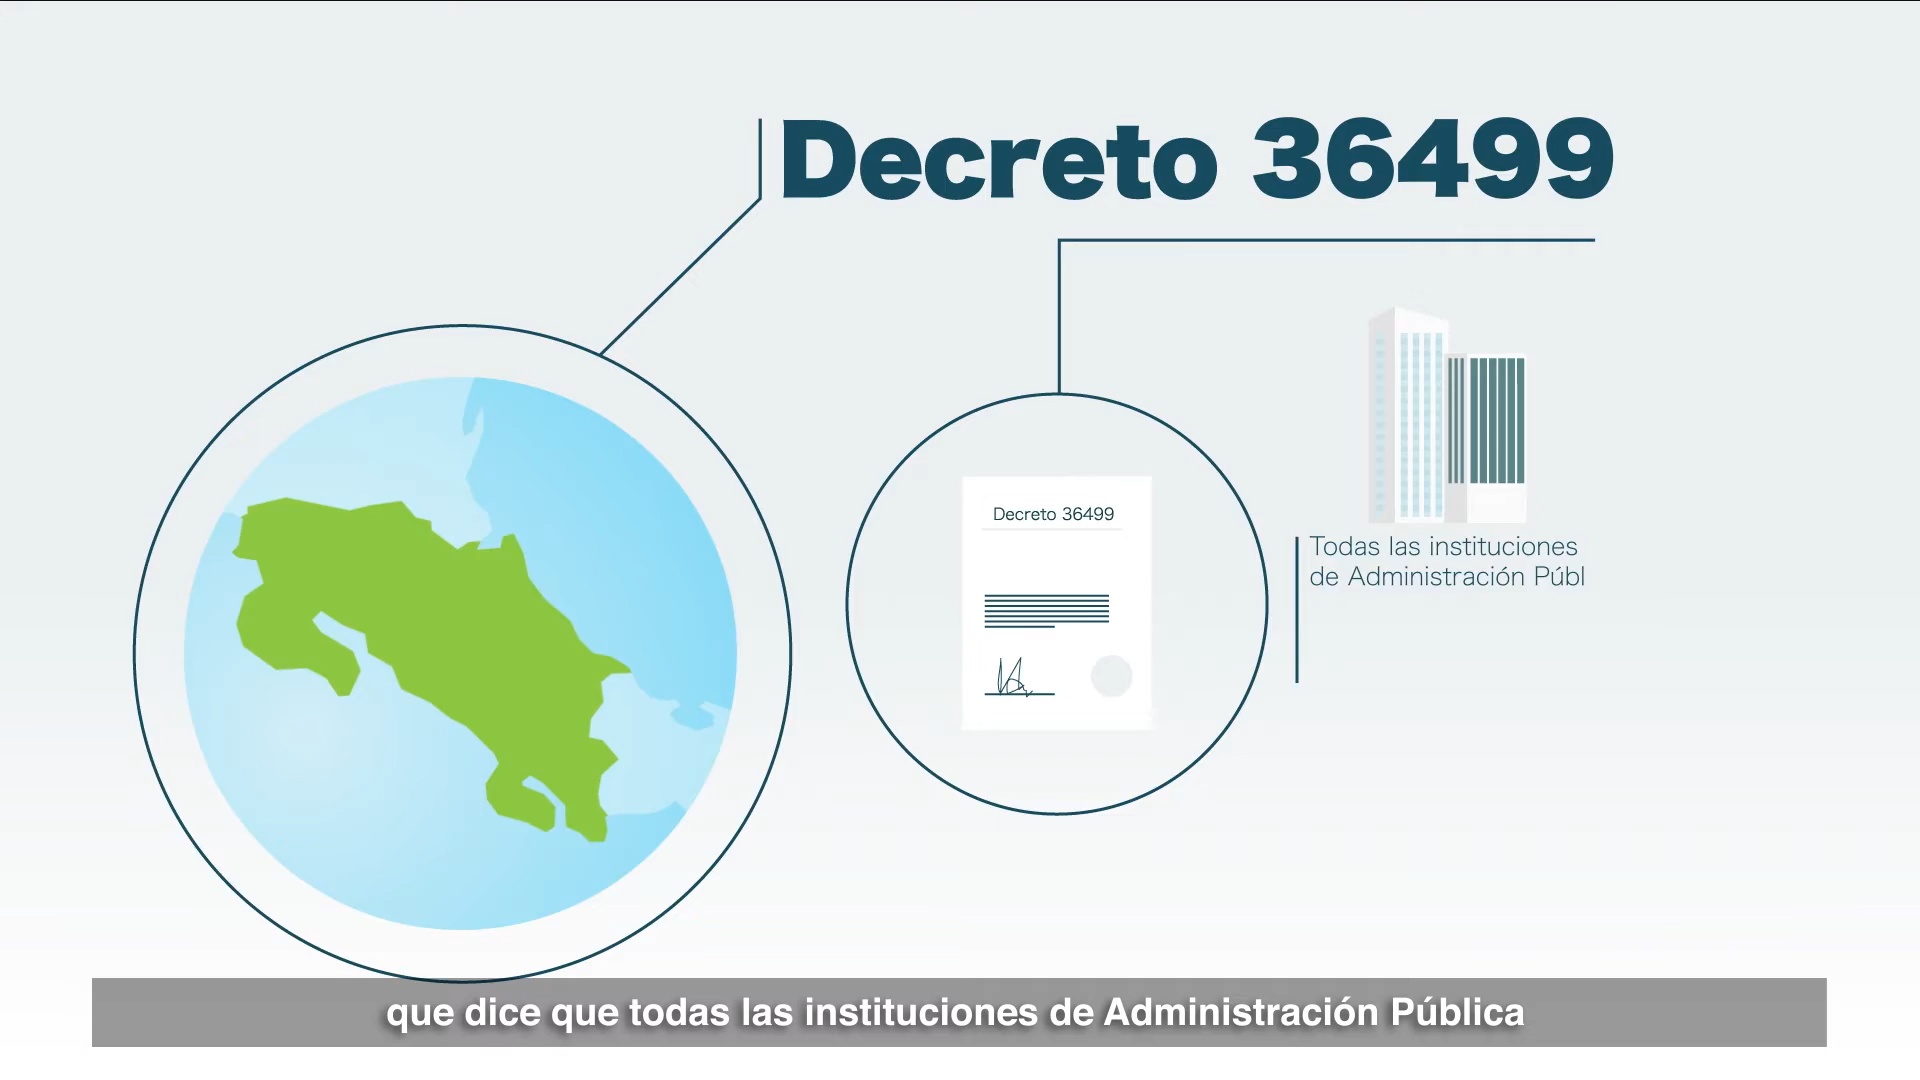 Decreto 36499
Decreto 36499
Todas las instituciones
de Administración Públ
que dice que todas las instituciones de Administración Pública